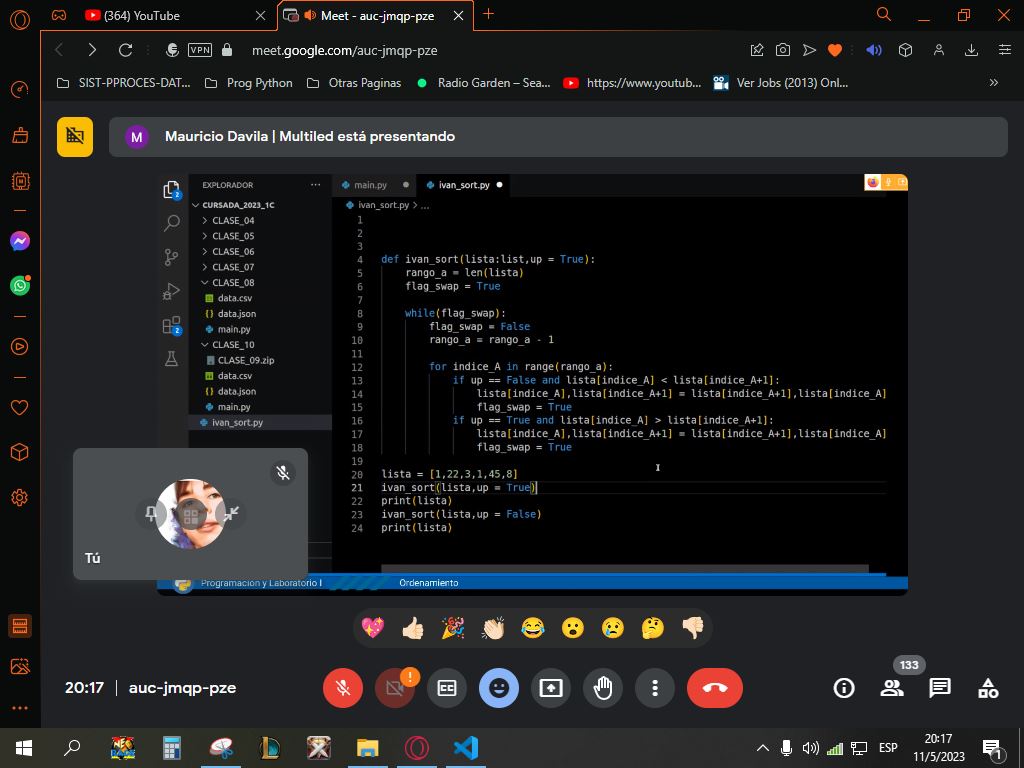 (364) YouTube
Meet - auc-jmqp-pze
VPN
meet.google.com/auc-jmqp-pze
SIST-PPROCES-DAT...
Prog Python
Otras Paginas
Radio Garden – Sea...
https://www.youtub...
Ver Jobs (2013) Onl...
»
M
Mauricio Davila | Multiled está presentando
EXPLORADOR
...
main.py
ivan_sort.py
CURSADA_2023_1C
ivan_sort.py > ...
CLASE_04
CLASE_05
CLASE_06
CLASE_07
CLASE_08
data.csv
data.json
main.py
CLASE_10
CLASE_09.zip
data.csv
data.json
main.py
ivan_sort.py
2
2
1
2
3
4 def ivan_sort(lista:list,up = True):
5 rango_a = len(lista)
6 flag_swap = True
7
8 while(flag_swap):
9 flag_swap = False
10 rango_a = rango_a - 1
11
12 for indice_A in range(rango_a):
13 if up == False and lista[indice_A] < lista[indice_A+1]:
14 lista[indice_A],lista[indice_A+1] = lista[indice_A+1],lista[indice_A]
15 flag_swap = True
16 if up == True and lista[indice_A] > lista[indice_A+1]:
17 lista[indice_A],lista[indice_A+1] = lista[indice_A+1],lista[indice_A]
18 flag_swap = True
19
20 lista = [1,22,3,1,45,8]
21 ivan_sort(lista,up = True)
22 print(lista)
23 ivan_sort(lista,up = False)
24 print(lista)
Tú
Programación y Laboratorio I
Ordenamiento
20:17
auc-jmqp-pze
!
CC
133
ESP
20:17
11/5/2023
1